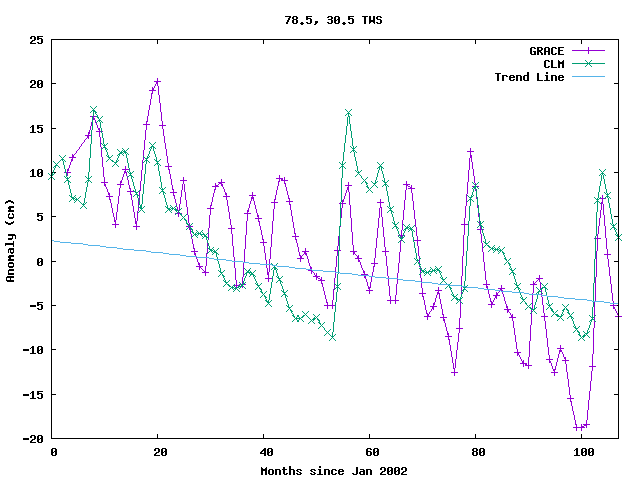 78.5, 30.5 TWS
GRACE
CLM
Trend Line
25
20
15
10
5
0
-5
-10
-15
-20
Anomaly (cm)
0 20 40 60 80 100
Months since Jan 2002